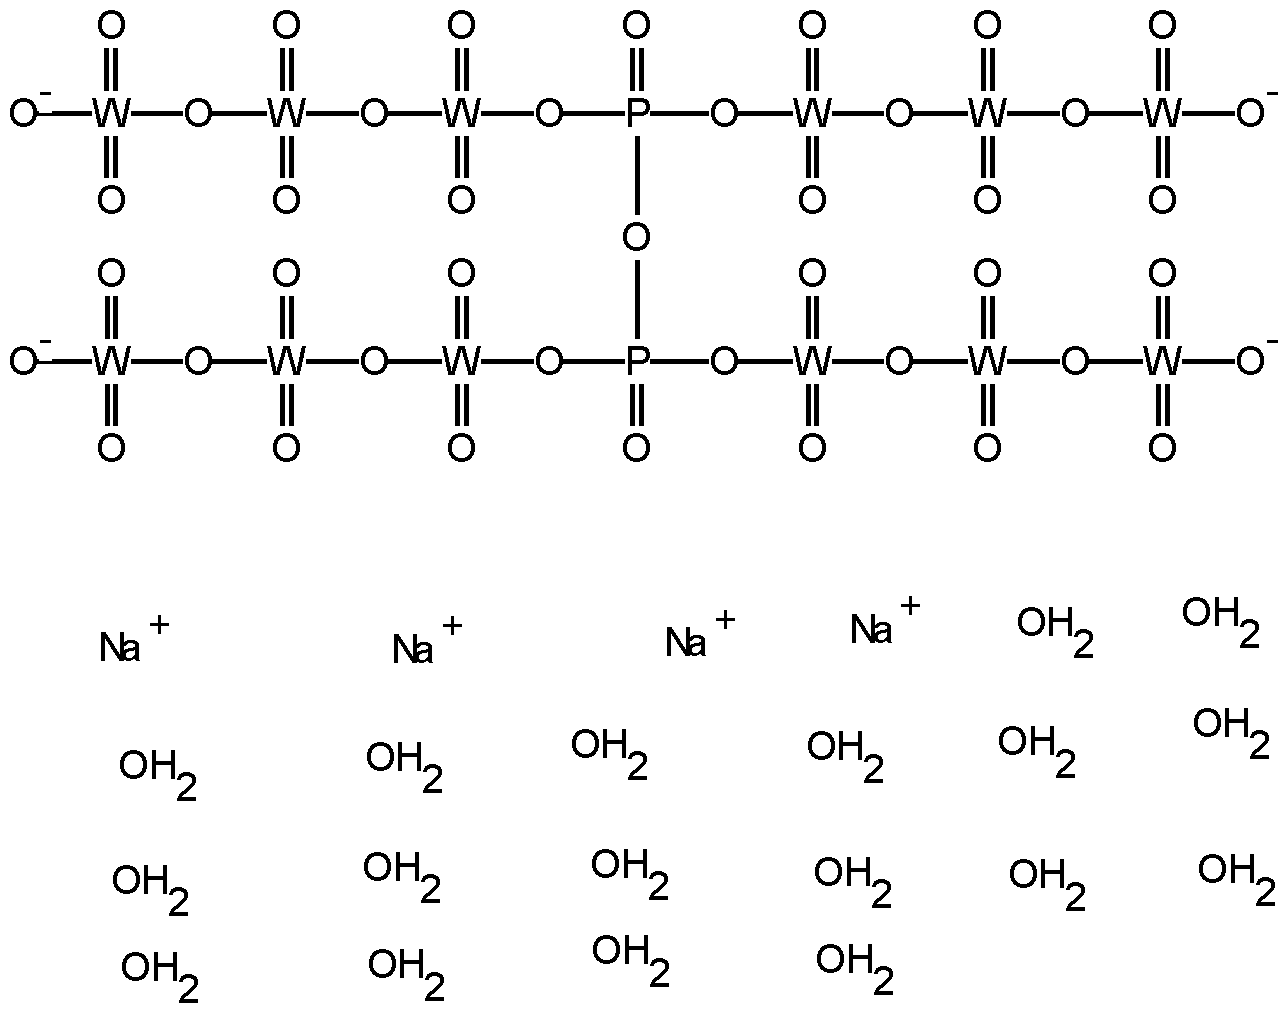 O O O O O O O
O⁻ W O W O W O P O W O W O W O⁻
O O O O O O
O
O O O O O O
O⁻ W O W O W O P O W O W O W O⁻
O O O O O O O
Na⁺ Na⁺ Na⁺ Na⁺ OH₂ OH₂
OH₂ OH₂ OH₂ OH₂ OH₂ OH₂
OH₂ OH₂ OH₂ OH₂ OH₂ OH₂
OH₂ OH₂ OH₂ OH₂